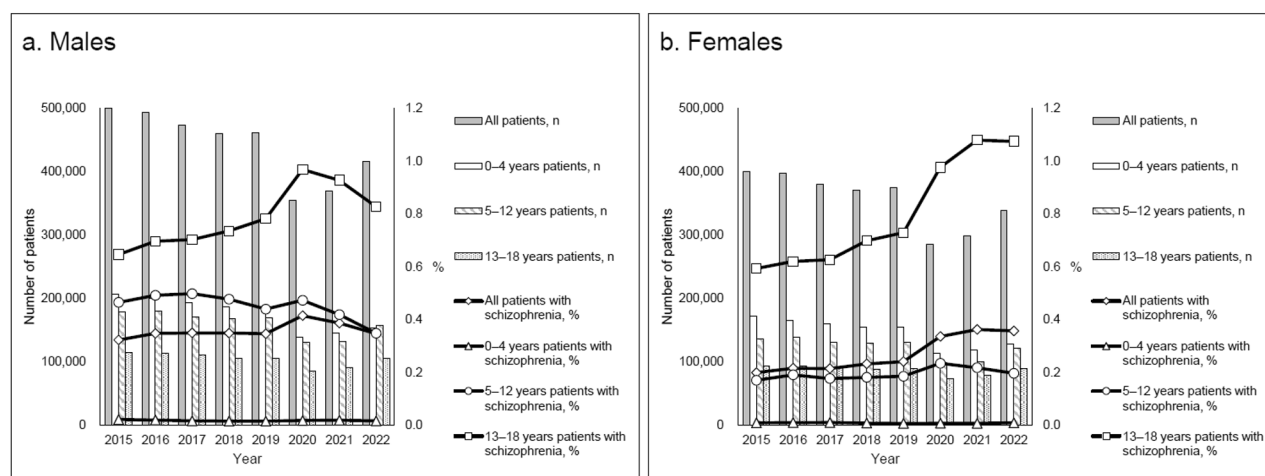 a. Males
500,000
400,000
300,000
200,000
100,000
0
Number of patients
1.2
1.0
0.8
0.6
0.4
0.2
0.0
%
2015 2016 2017 2018 2019 2020 2021 2022
Year
All patients, n
0–4 years patients, n
5–12 years patients, n
13–18 years patients, n
All patients with
schizophrenia, %
0–4 years patients with
schizophrenia, %
5–12 years patients with
schizophrenia, %
13–18 years patients with
schizophrenia, %
b. Females
500,000
400,000
300,000
200,000
100,000
0
Number of patients
1.2
1.0
0.8
0.6
0.4
0.2
0.0
%
2015 2016 2017 2018 2019 2020 2021 2022
Year
All patients, n
0–4 years patients, n
5–12 years patients, n
13–18 years patients, n
All patients with
schizophrenia, %
0–4 years patients with
schizophrenia, %
5–12 years patients with
schizophrenia, %
13–18 years patients with
schizophrenia, %